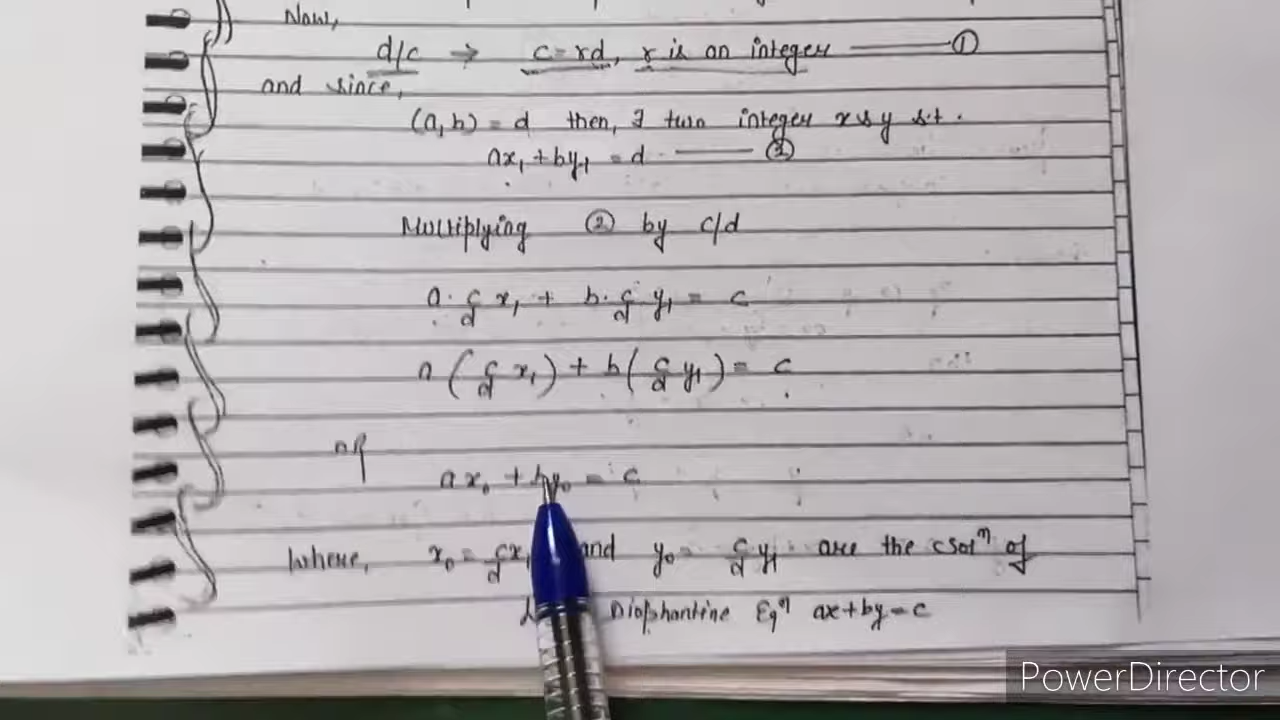 Now,
d/c → c = rd, r is an integer —— ①
and since,
(a, b) = d then, ∃ two integer x & y s.t.
ax₁ + by₁ = d —— ②
Multiplying ② by c/d
a. c/d x₁ + b. c/d y₁ = c
a (c/d x₁) + b (c/d y₁) = c
or
ax₀ + by₀ = c
Where, x₀ = c/d x₁ and y₀ = c/d y₁ are the solⁿ of
Diophantine Eqⁿ ax+by=c
PowerDirector